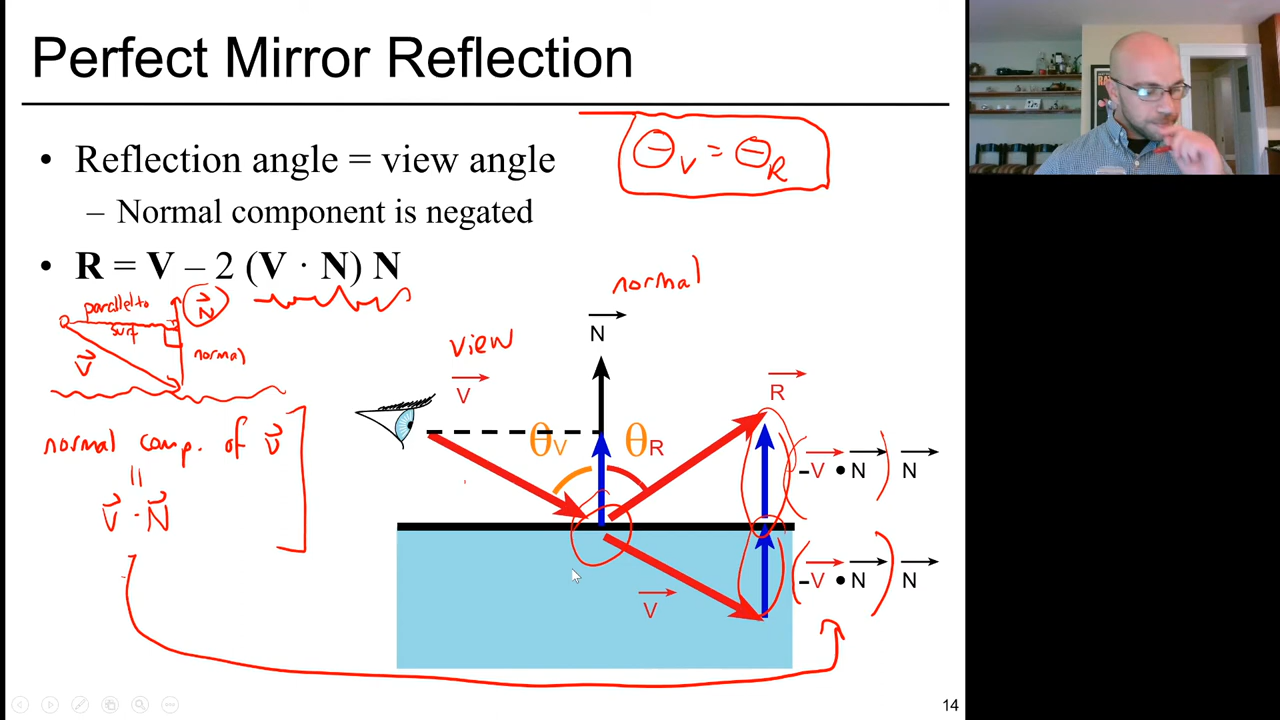 Perfect Mirror Reflection
• Reflection angle = view angle
– Normal component is negated
• R = V – 2 (V · N) N
θV = θR
parallel to
surf
N
normal
V
normal comp. of V
=
V · N
view
V
normal
N
R
θV
θR
(-V • N) N
(-V • N) N
V
14